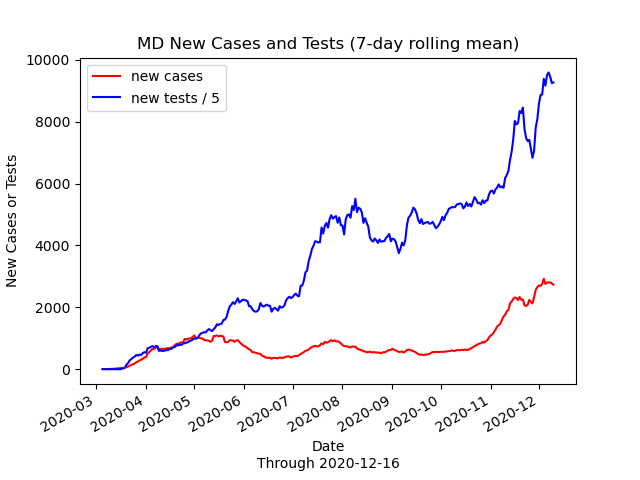 MD New Cases and Tests (7-day rolling mean)
new cases
new tests / 5
10000
8000
6000
4000
2000
0
New Cases or Tests
2020-03
2020-04
2020-05
2020-06
2020-07
2020-08
2020-09
2020-10
2020-11
2020-12
Date
Through 2020-12-16